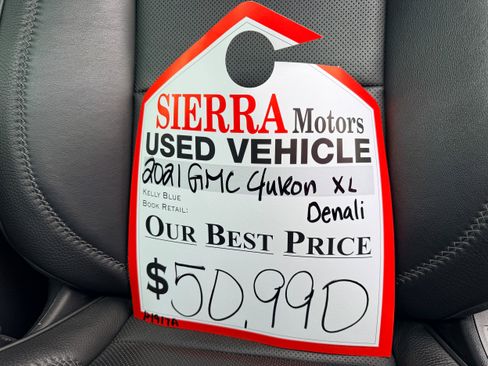 SIERRA Motors
USED VEHICLE
2021 GMC Yukon XL
KELLY BLUE
BOOK RETAIL: Denali
OUR BEST PRICE
$50,990